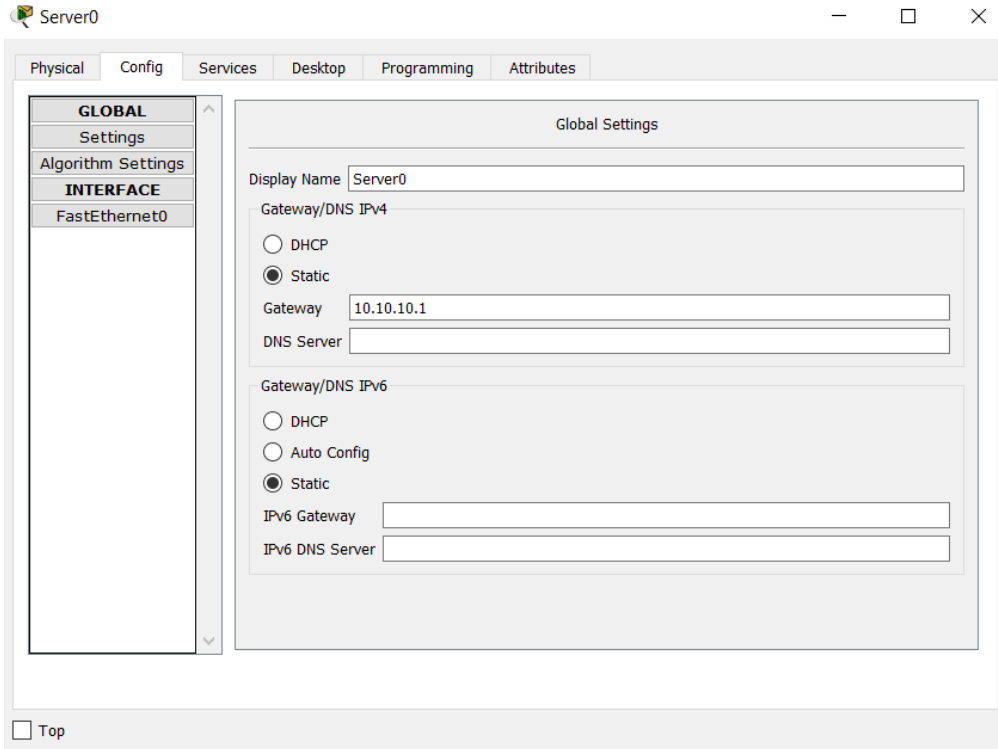 Server0
Physical Config Services Desktop Programming Attributes
GLOBAL
Settings
Algorithm Settings
INTERFACE
FastEthernet0
Global Settings
Display Name Server0
Gateway/DNS IPv4
DHCP
Static
Gateway 10.10.10.1
DNS Server
Gateway/DNS IPv6
DHCP
Auto Config
Static
IPv6 Gateway
IPv6 DNS Server
Top